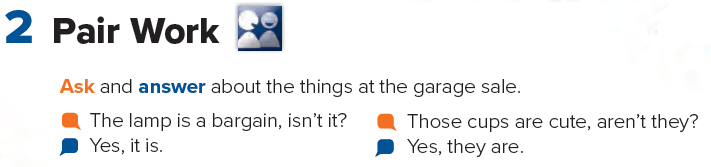 2 Pair Work
Ask and answer about the things at the garage sale.
The lamp is a bargain, isn't it?
Yes, it is.
Those cups are cute, aren't they?
Yes, they are.